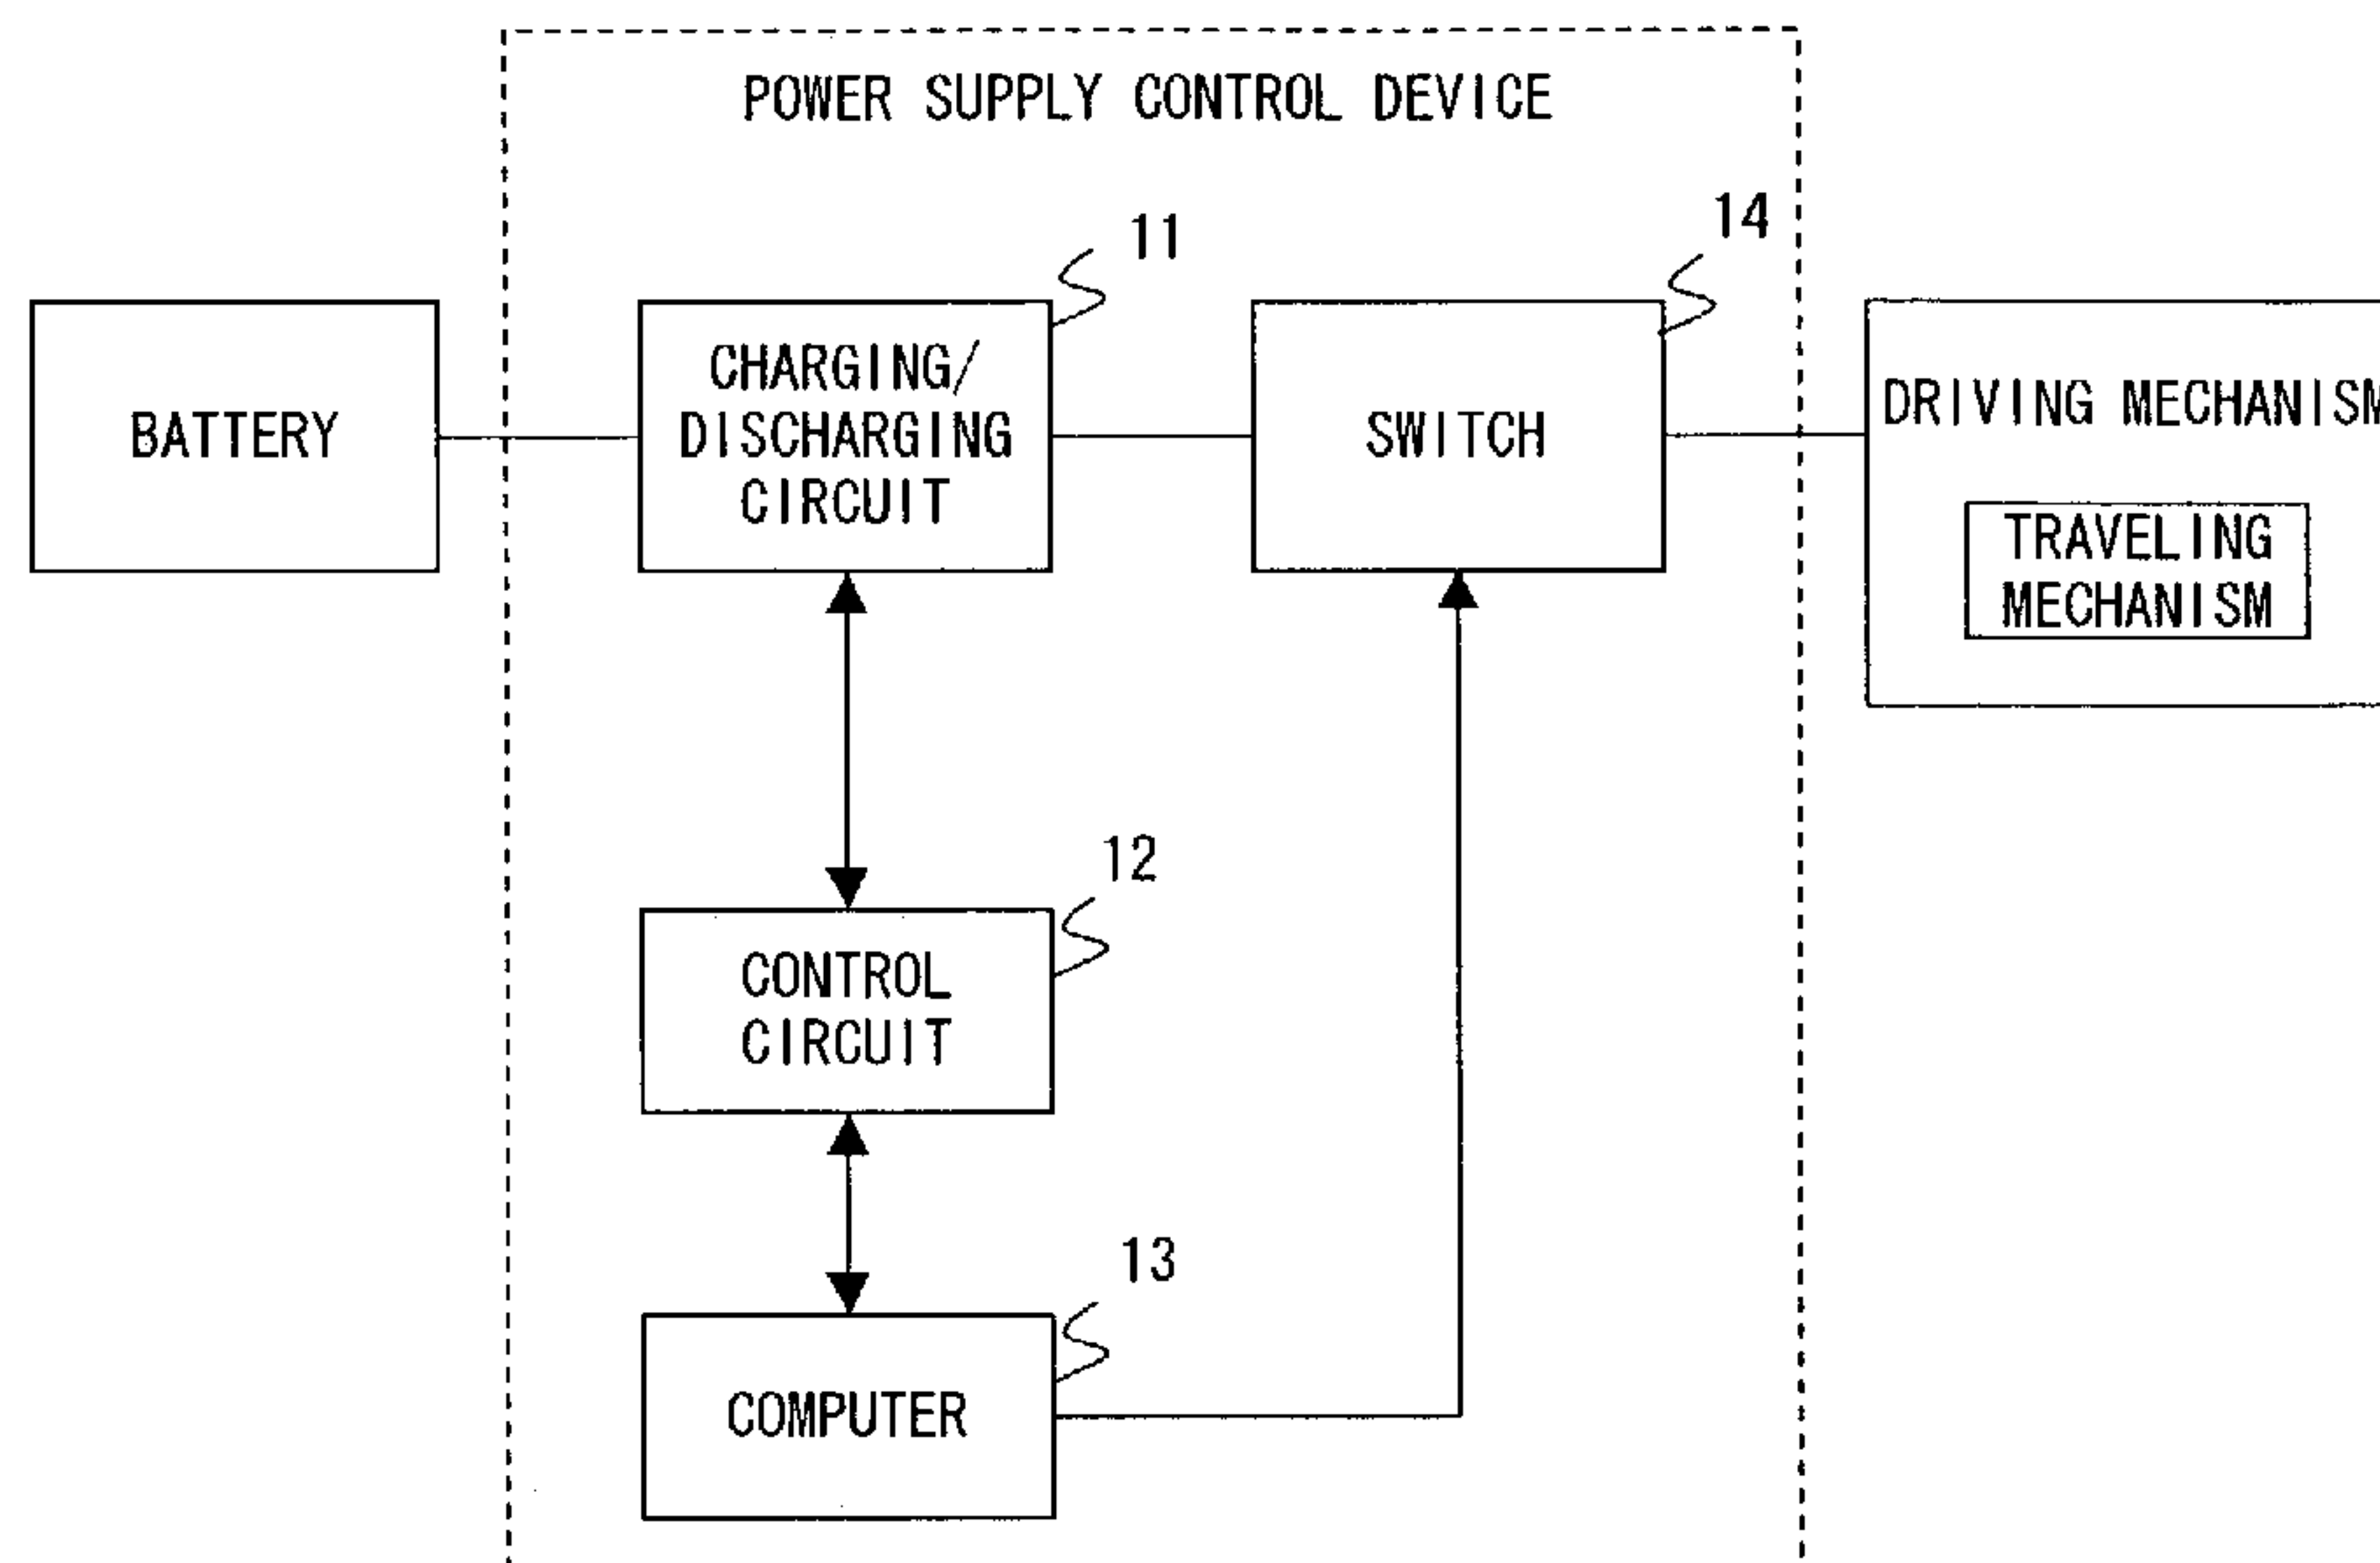 POWER SUPPLY CONTROL DEVICE
11
14
BATTERY
CHARGING/
DISCHARGING
CIRCUIT
SWITCH
DRIVING MECHANISM
TRAVELING
MECHANISM
12
CONTROL
CIRCUIT
13
COMPUTER